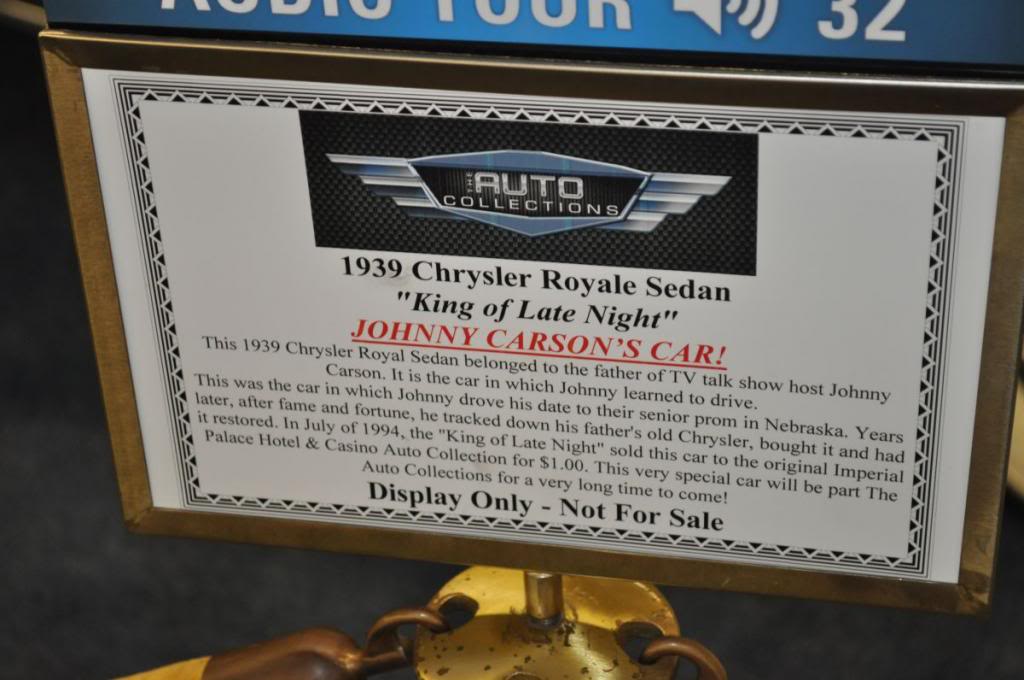 AUDIO TOUR 32
THE AUTO
COLLECTIONS
1939 Chrysler Royale Sedan
"King of Late Night"
JOHNNY CARSON'S CAR!
This 1939 Chrysler Royal Sedan belonged to the father of TV talk show host Johnny
Carson. It is the car in which Johnny learned to drive.
This was the car in which Johnny drove his date to their senior prom in Nebraska. Years
later, after fame and fortune, he tracked down his father's old Chrysler, bought it and had
it restored. In July of 1994, the "King of Late Night" sold this car to the original Imperial
Palace Hotel & Casino Auto Collection for $1.00. This very special car will be part The
Auto Collections for a very long time to come!
Display Only - Not For Sale